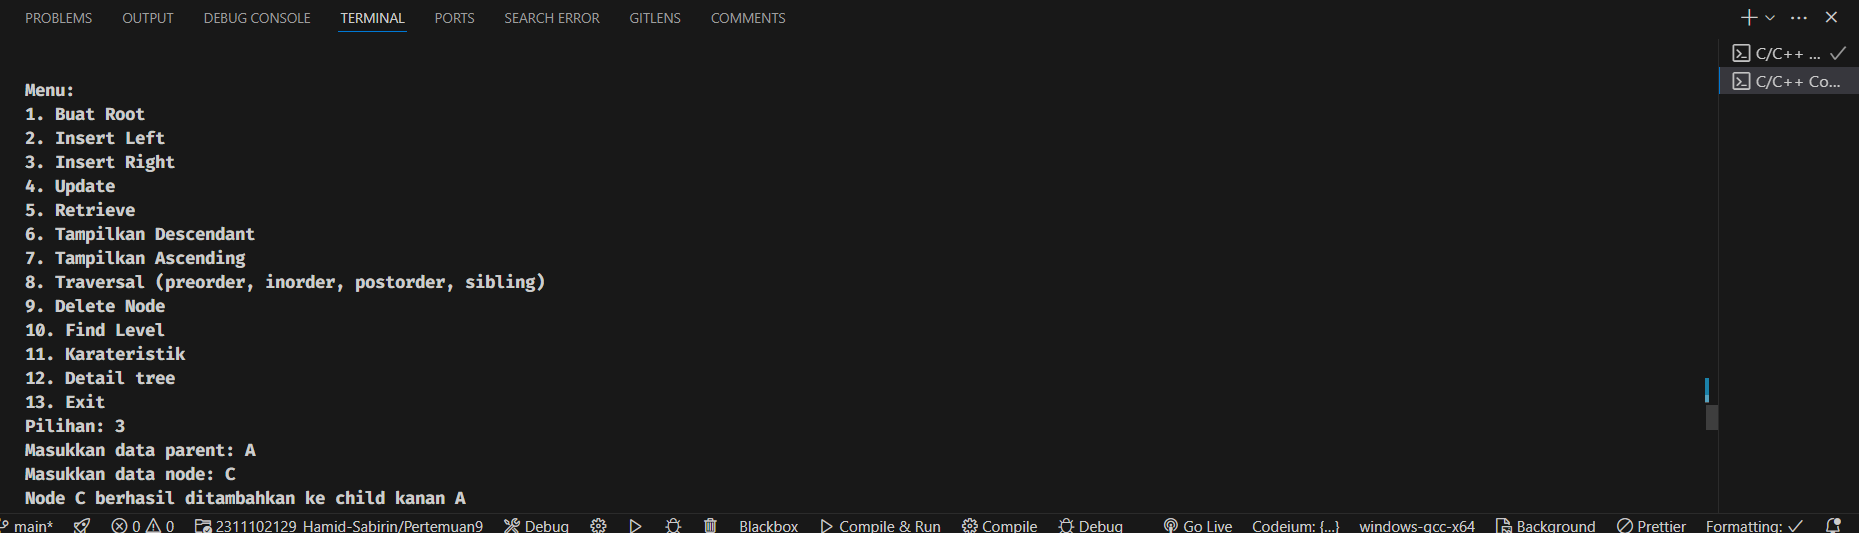 PROBLEMS OUTPUT DEBUG CONSOLE TERMINAL PORTS SEARCH ERROR GITLENS COMMENTS
C/C++ ...
C/C++ Co...
Menu:
1. Buat Root
2. Insert Left
3. Insert Right
4. Update
5. Retrieve
6. Tampilkan Descendant
7. Tampilkan Ascending
8. Traversal (preorder, inorder, postorder, sibling)
9. Delete Node
10. Find Level
11. Karateristik
12. Detail tree
13. Exit
Pilihan: 3
Masukkan data parent: A
Masukkan data node: C
Node C berhasil ditambahkan ke child kanan A
main* 0 0 2311102129_Hamid-Sabirin/Pertemuan9 Debug Blackbox Compile & Run Compile Debug Go Live Codeium: {...} windows-gcc-x64 Background Prettier Formatting: ✓